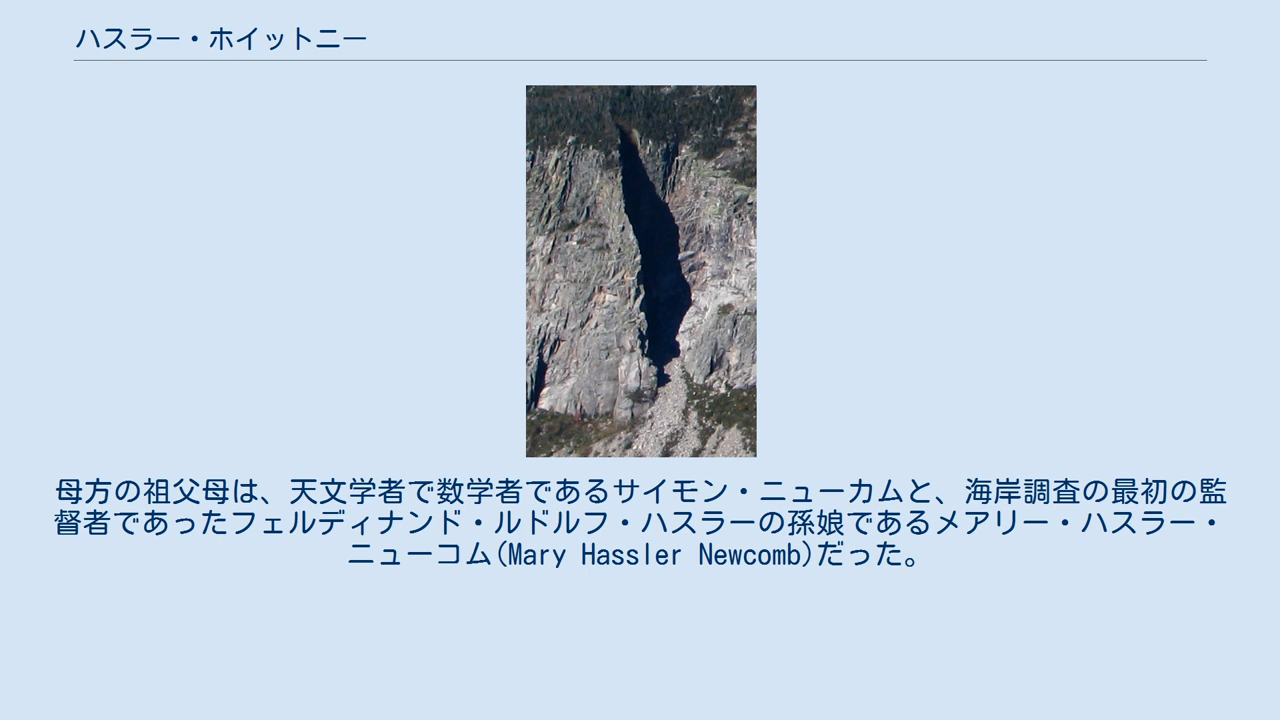 ハスラー・ホイットニー
母方の祖父母は、天文学者で数学者であるサイモン・ニューカムと、海岸調査の最初の監
督者であったフェルディナンド・ルドルフ・ハスラーの孫娘であるメアリー・ハスラー・
ニューコム(Mary Hassler Newcomb)だった。